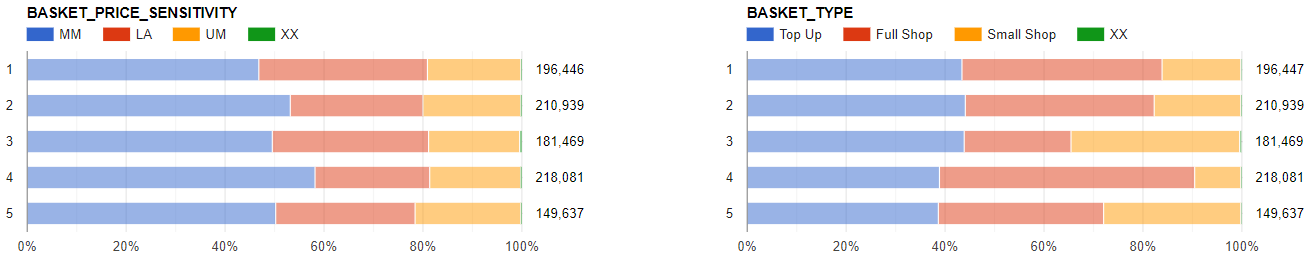 BASKET_PRICE_SENSITIVITY
MM LA UM XX
1 196,446
2 210,939
3 181,469
4 218,081
5 149,637
0% 20% 40% 60% 80% 100%
BASKET_TYPE
Top Up Full Shop Small Shop XX
1 196,447
2 210,939
3 181,469
4 218,081
5 149,637
0% 20% 40% 60% 80% 100%